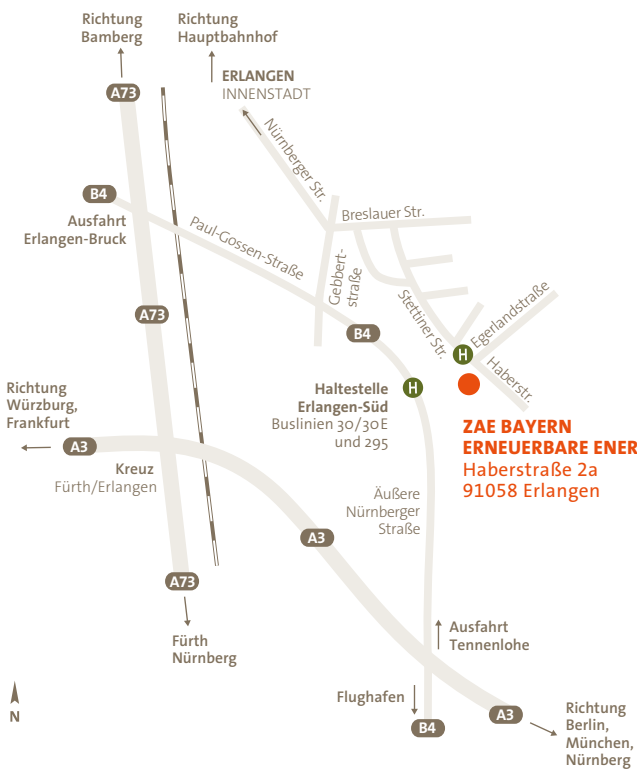 Richtung
Bamberg
Richtung
Hauptbahnhof
A73
ERLANGEN
INNENSTADT
Nürnberger Str.
B4
Ausfahrt
Erlangen-Bruck
Paul-Gossen-Straße
Breslauer Str.
Gebbert-
straße
Stettiner Str.
Egerlandstraße
A73
B4
H
Haberstr.
H
Haltestelle
Erlangen-Süd
Buslinien 30/30E
und 295
ZAE BAYERN
ERNEUERBARE ENER
Haberstraße 2a
91058 Erlangen
Richtung
Würzburg,
Frankfurt
A3
Kreuz
Fürth/Erlangen
Äußere
Nürnberger
Straße
A3
A73
Fürth
Nürnberg
Ausfahrt
Tennenlohe
Flughafen
N
B4
A3
Richtung
Berlin,
München,
Nürnberg